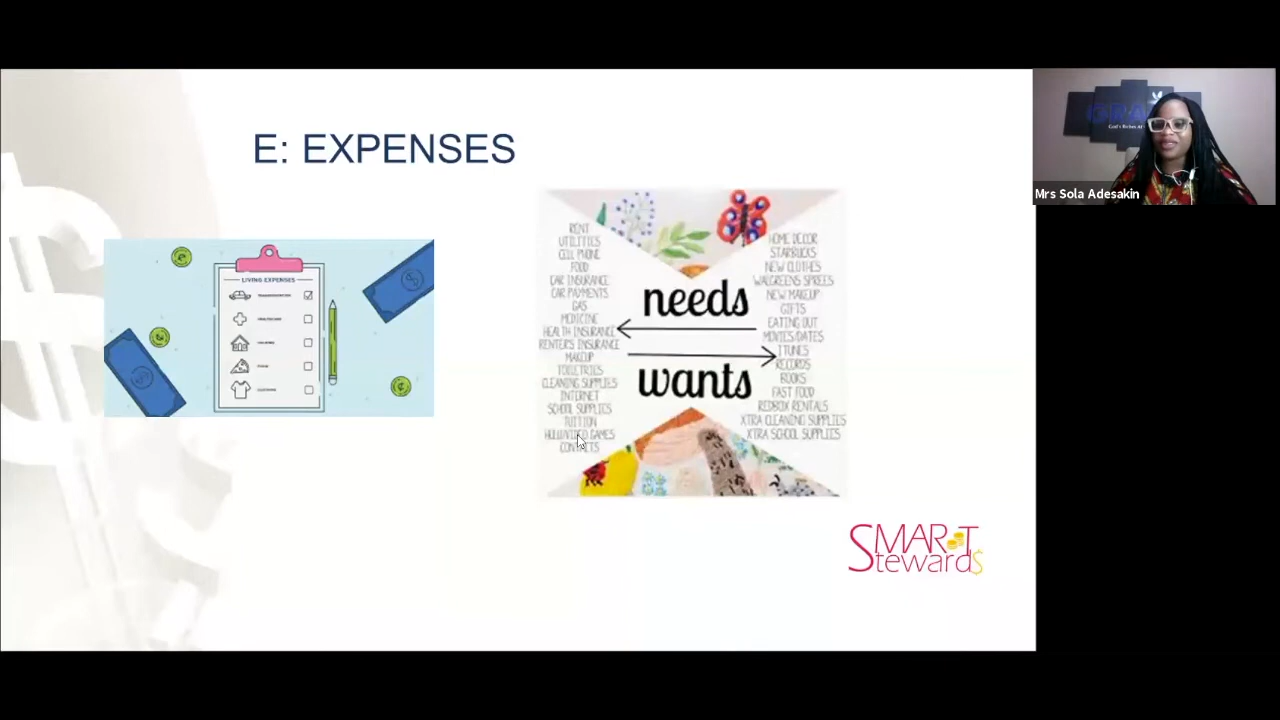 E: EXPENSES
LIVING EXPENSES
RENT
UTILITIES
CELL PHONE
FOOD
CAR INSURANCE
CAR PAYMENTS
GAS
MEDICINE
HEALTH INSURANCE
RENTER'S INSURANCE
MAKEUP
TOILETRIES
CLEANING SUPPLIES
INTERNET
SCHOOL SUPPLIES
TUITION
GAMES
needs
wants
HOME DECOR
STARBUCKS
NEW CLOTHES
WALGREENS SPREES
NEW MAKEUP
GIFTS
EATING OUT
MOVIES/DATES
ITUNES
RECORDS
BOOKS
FAST FOOD
REDBOX RENTALS
XTRA CLEANING SUPPLIES
XTRA SCHOOL SUPPLIES
SMART
Stewards
Mrs Sola Adesakin